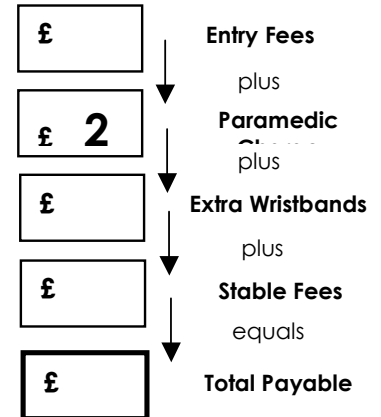 £ Entry Fees
plus
£ 2 Paramedic
plus
£ Extra Wristbands
plus
£ Stable Fees
equals
£ Total Payable